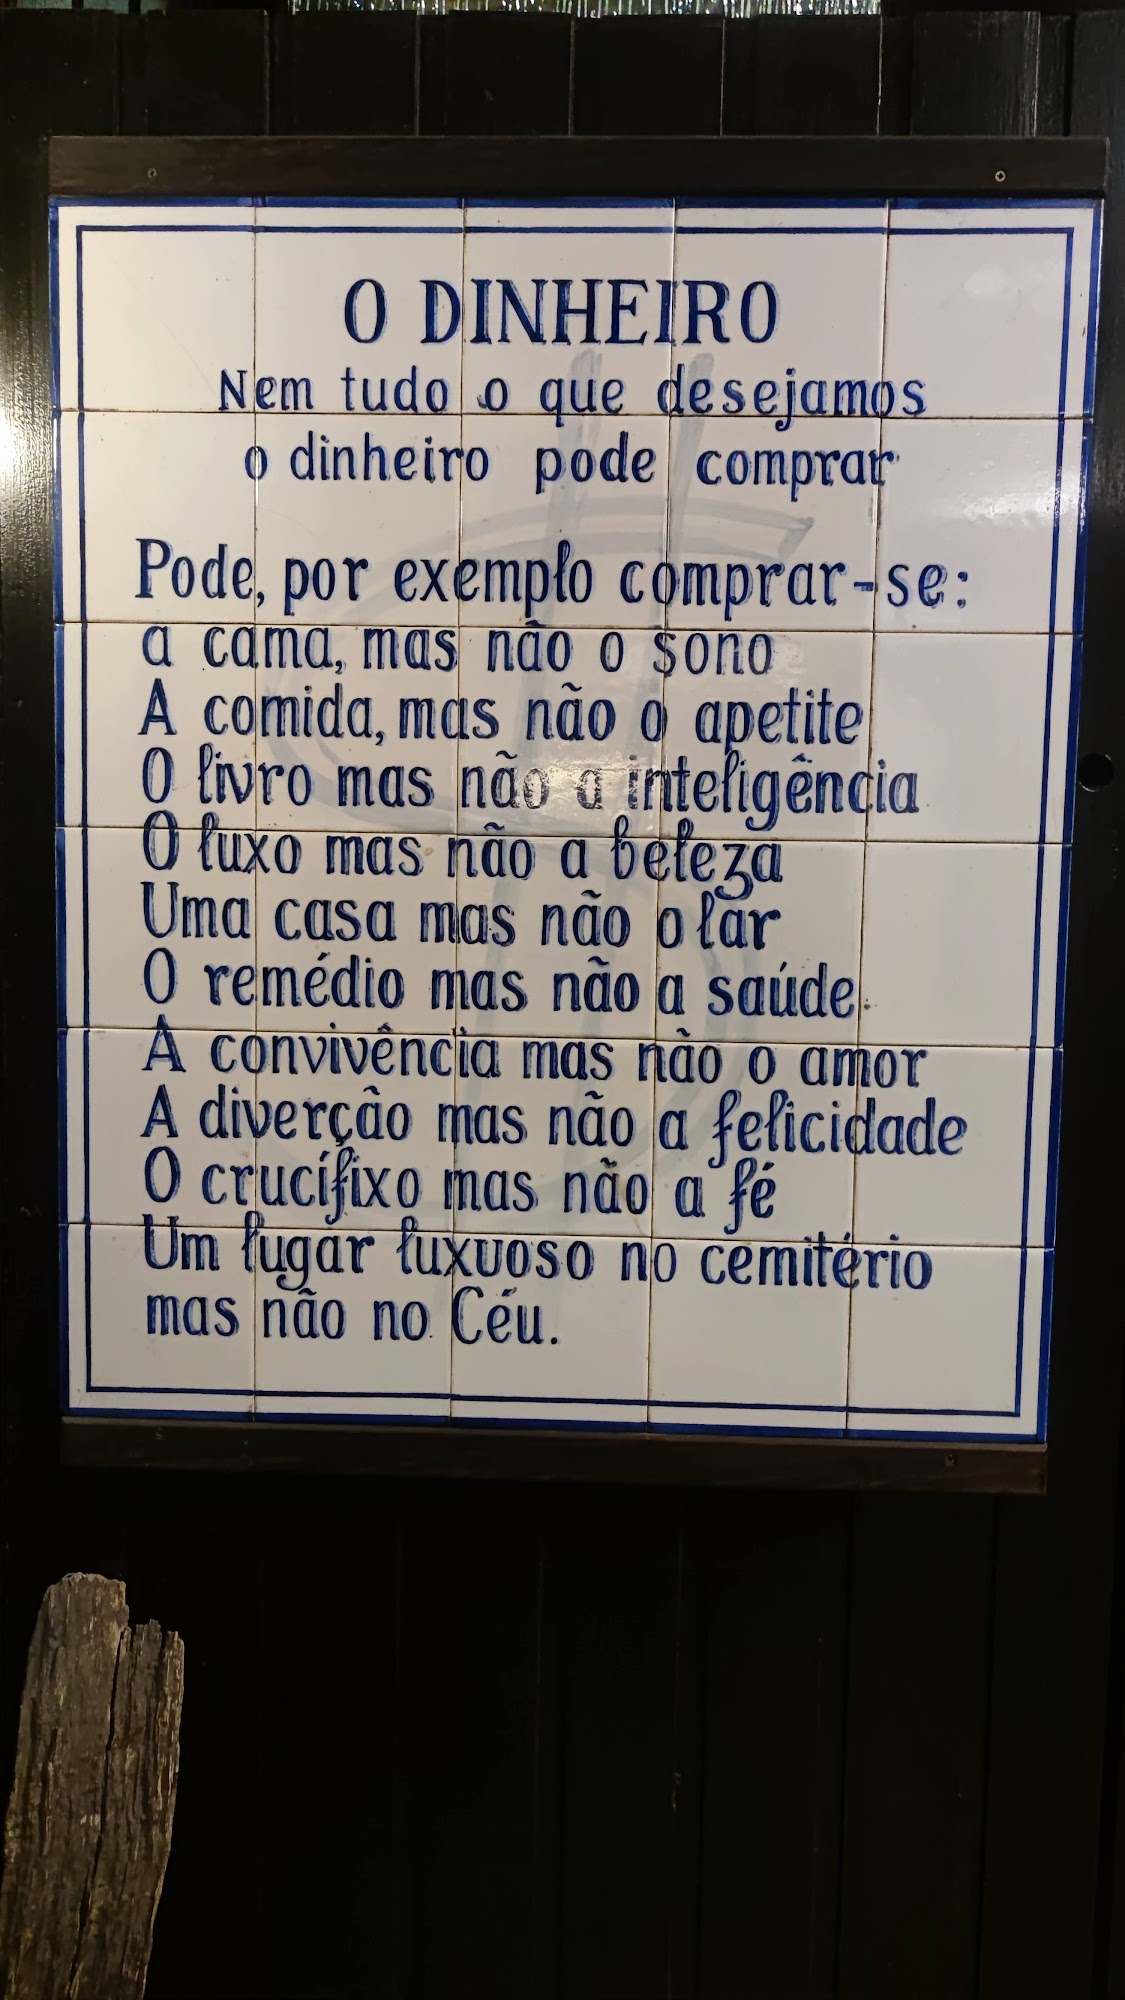 O DINHEIRO
Nem tudo o que desejamos
o dinheiro pode comprar
Pode, por exemplo comprar-se:
a cama, mas não o sono
A comida, mas não o apetite
O livro mas não a inteligência
O luxo mas não a beleza
Uma casa mas não o lar
O remédio mas não a saúde.
A convivência mas não o amor
A diverção mas não a felicidade
O crucífixo mas não a fé
Um lugar luxuoso no cemitério
mas não no Céu.